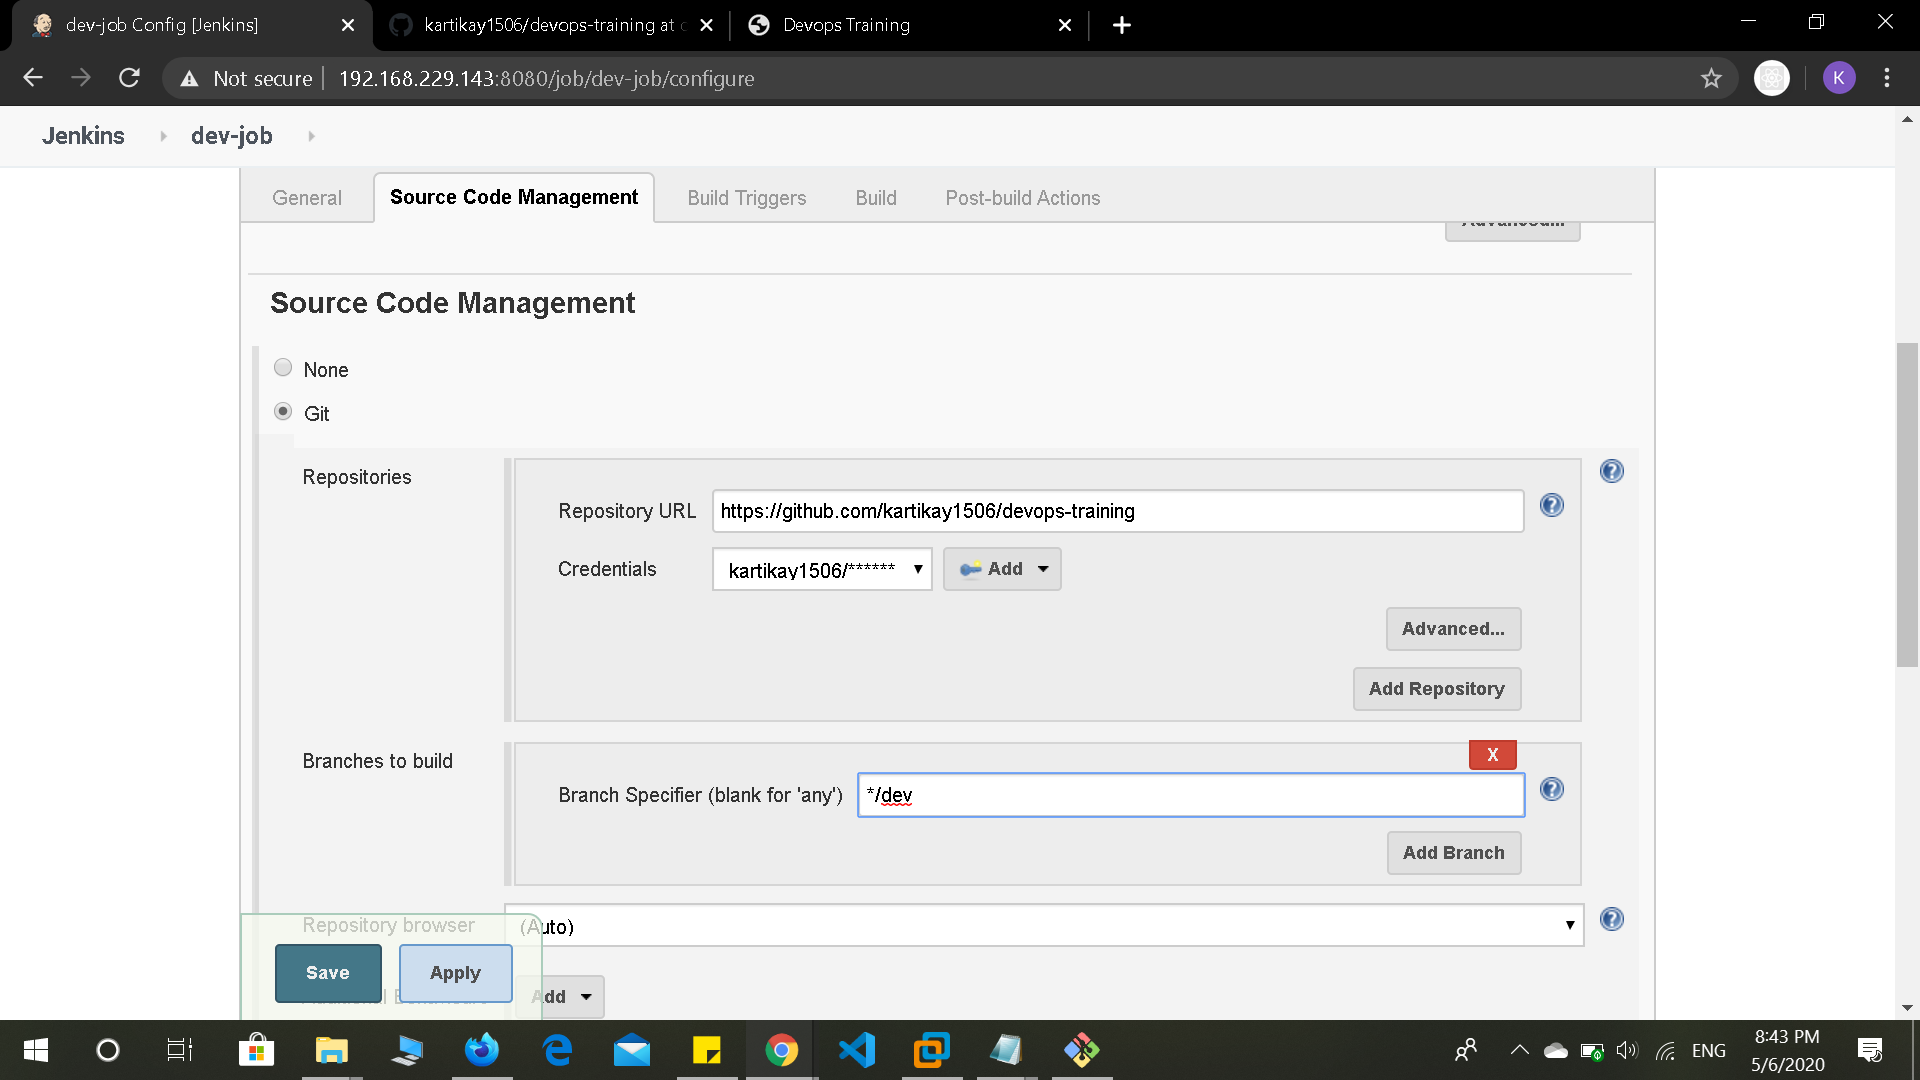 dev-job Config [Jenkins]
kartikay1506/devops-training at
Devops Training
Not secure
192.168.229.143:8080/job/dev-job/configure
K
Jenkins
dev-job
General
Source Code Management
Build Triggers
Build
Post-build Actions
Advanced...
Source Code Management
None
Git
Repositories
Repository URL
https://github.com/kartikay1506/devops-training
Credentials
kartikay1506/******
Add
Advanced...
Add Repository
Branches to build
X
Branch Specifier (blank for 'any')
*/dev
Add Branch
Repository browser
(Auto)
Save
Apply
Add
ENG
8:43 PM
5/6/2020